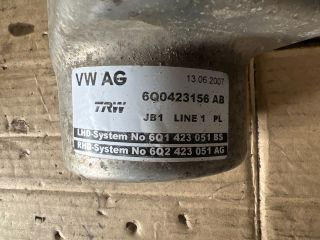 VW AG 13.06.2007
TRW 6Q0423156 AB
JB1 LINE 1 PL
LHD-System No 6Q1 423 051 BS
RHD-System No 6Q2 423 051 AG